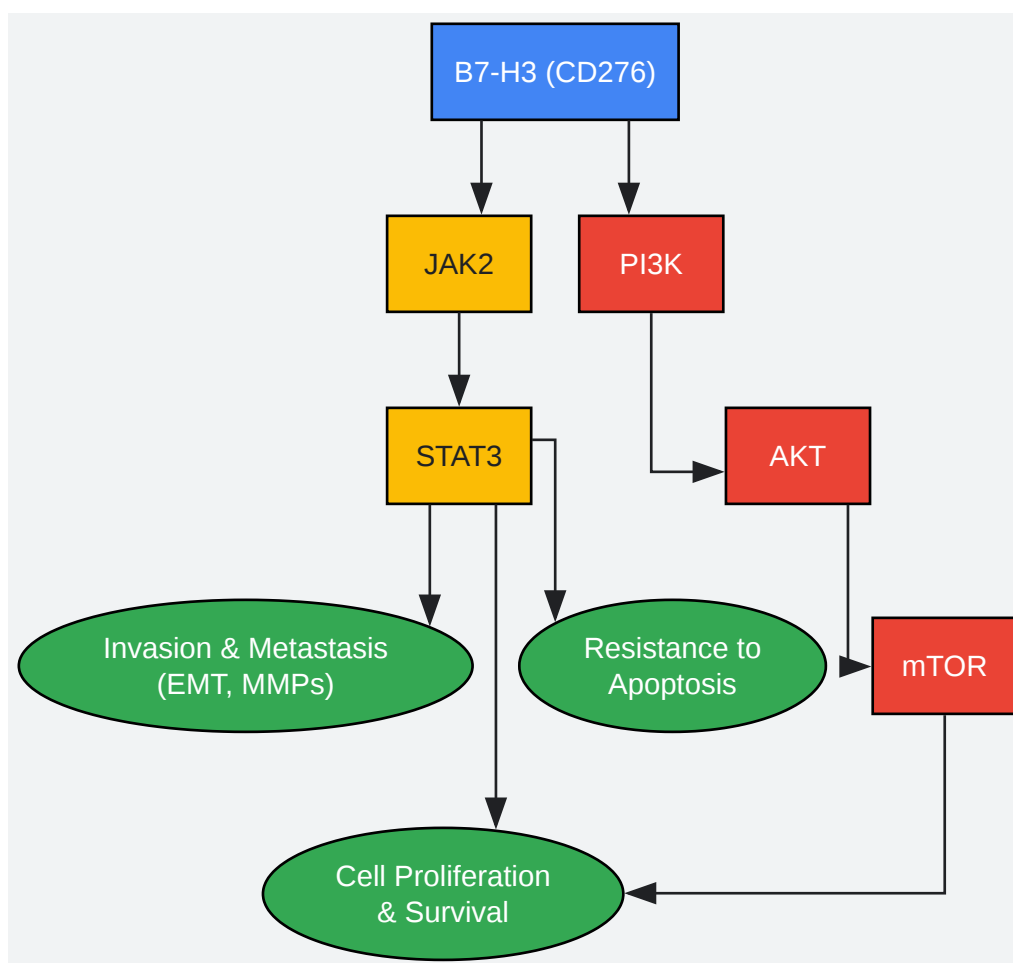 B7-H3 (CD276)
JAK2
PI3K
STAT3
AKT
Invasion & Metastasis
(EMT, MMPs)
Resistance to
Apoptosis
mTOR
Cell Proliferation
& Survival